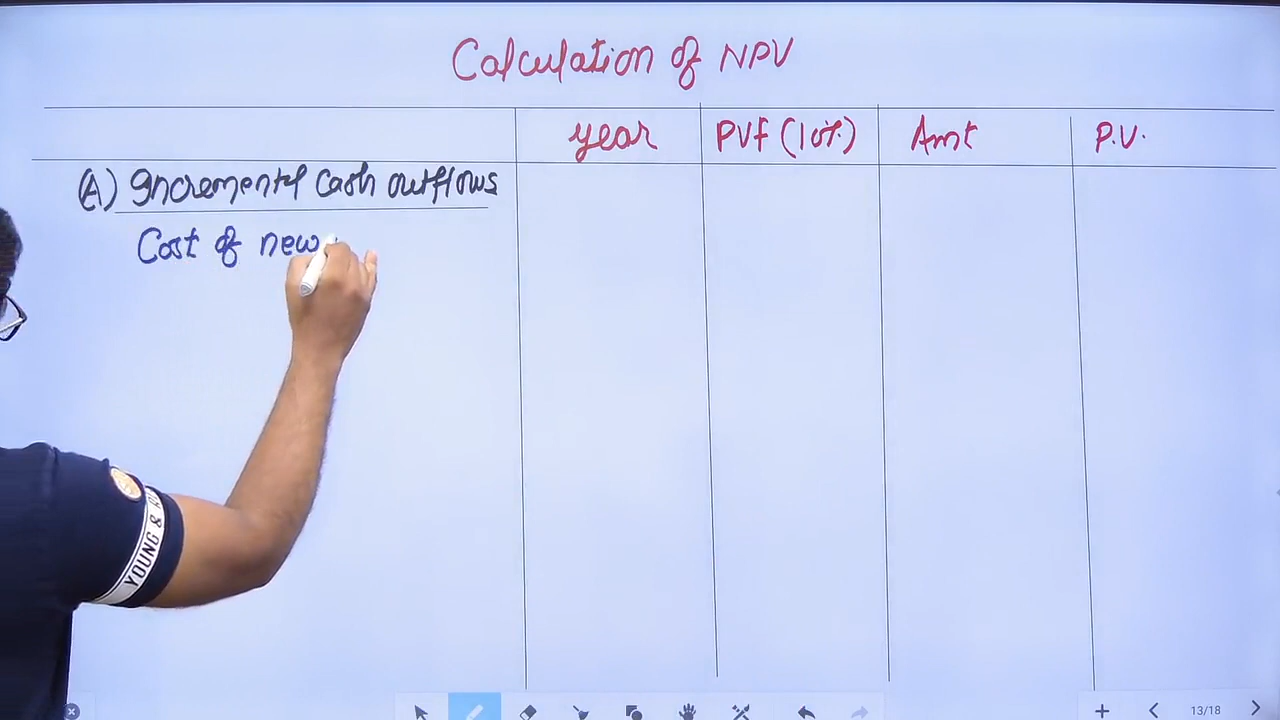 Calculation of NPV
year PVf (10%) Amt P.V.
(A) Incremental Cash outflows
Cost of new
YOUNG &
13/18